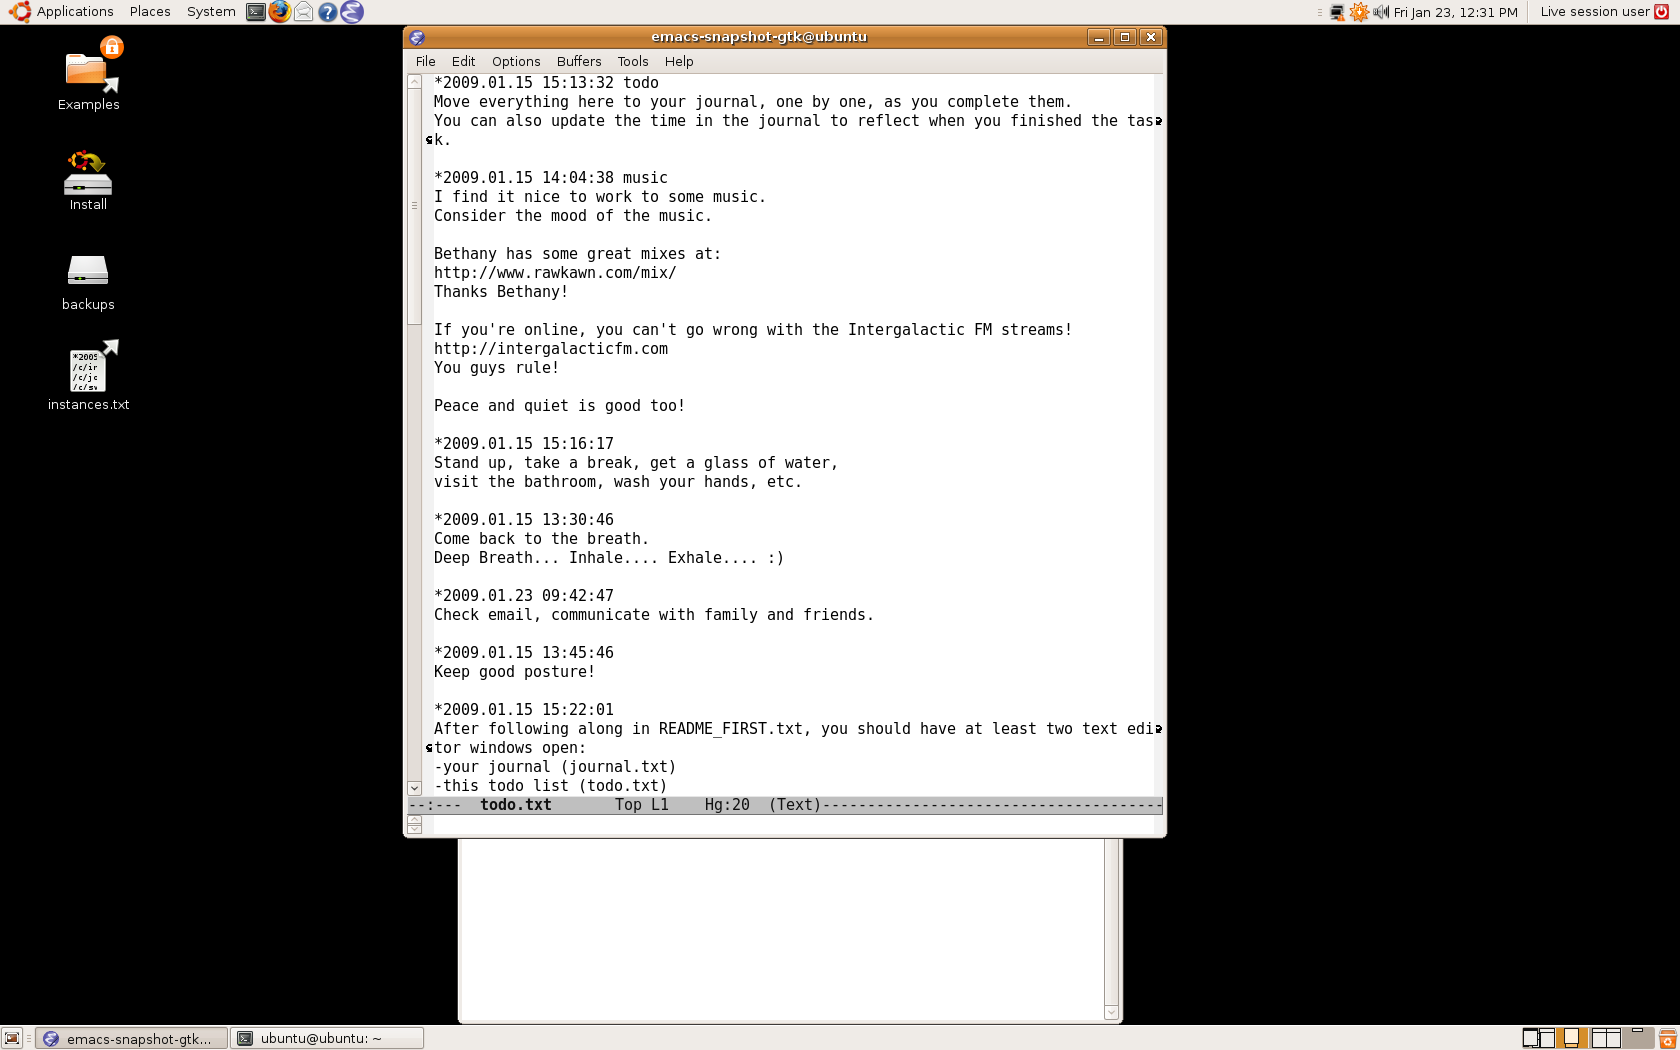 Applications Places System
Fri Jan 23, 12:31 PM
Live session user
Examples
Install
backups
*2009
/c/ir
/c/jc
/c/sv
instances.txt
emacs-snapshot-gtk@ubuntu
File Edit Options Buffers Tools Help
*2009.01.15 15:13:32 todo
Move everything here to your journal, one by one, as you complete them.
You can also update the time in the journal to reflect when you finished the tas
k.
*2009.01.15 14:04:38 music
I find it nice to work to some music.
Consider the mood of the music.
Bethany has some great mixes at:
http://www.rawkawn.com/mix/
Thanks Bethany!
If you're online, you can't go wrong with the Intergalactic FM streams!
http://intergalacticfm.com
You guys rule!
Peace and quiet is good too!
*2009.01.15 15:16:17
Stand up, take a break, get a glass of water,
visit the bathroom, wash your hands, etc.
*2009.01.15 13:30:46
Come back to the breath.
Deep Breath... Inhale.... Exhale.... :)
*2009.01.23 09:42:47
Check email, communicate with family and friends.
*2009.01.15 13:45:46
Keep good posture!
*2009.01.15 15:22:01
After following along in README_FIRST.txt, you should have at least two text edi
tor windows open:
-your journal (journal.txt)
-this todo list (todo.txt)
--:--- todo.txt Top L1 Hg:20 (Text)--------------------------------------
emacs-snapshot-gtk...
ubuntu@ubuntu: ~